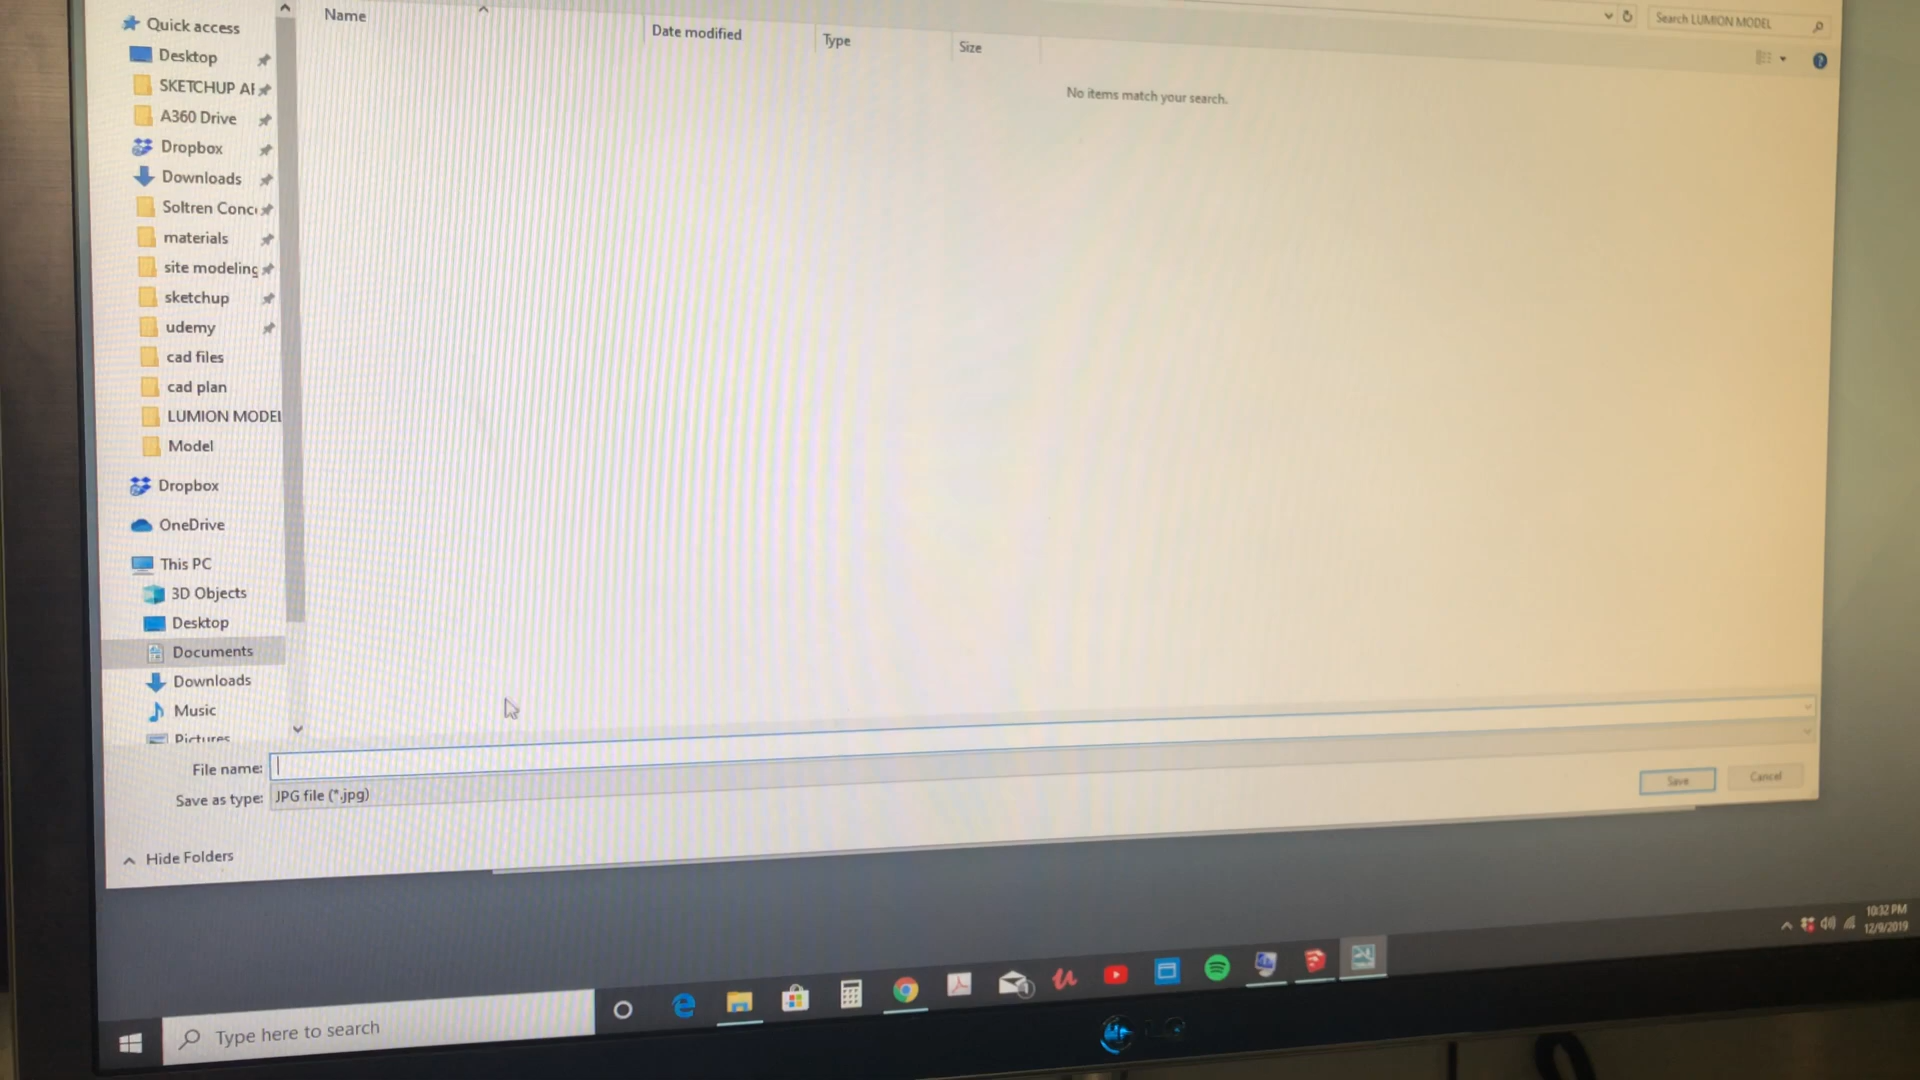 Quick access
Desktop
SKETCHUP AF
A360 Drive
Dropbox
Downloads
Soltren Conc
materials
site modeling
sketchup
udemy
cad files
cad plan
LUMION MODEL
Model
Dropbox
OneDrive
This PC
3D Objects
Desktop
Documents
Downloads
Music
Pictures
Name
Date modified
Type
Size
Search LUMION MODEL
No items match your search.
File name:
Save as type: JPG file (*.jpg)
Save
Cancel
Hide Folders
Type here to search
10:32 PM
12/9/2019